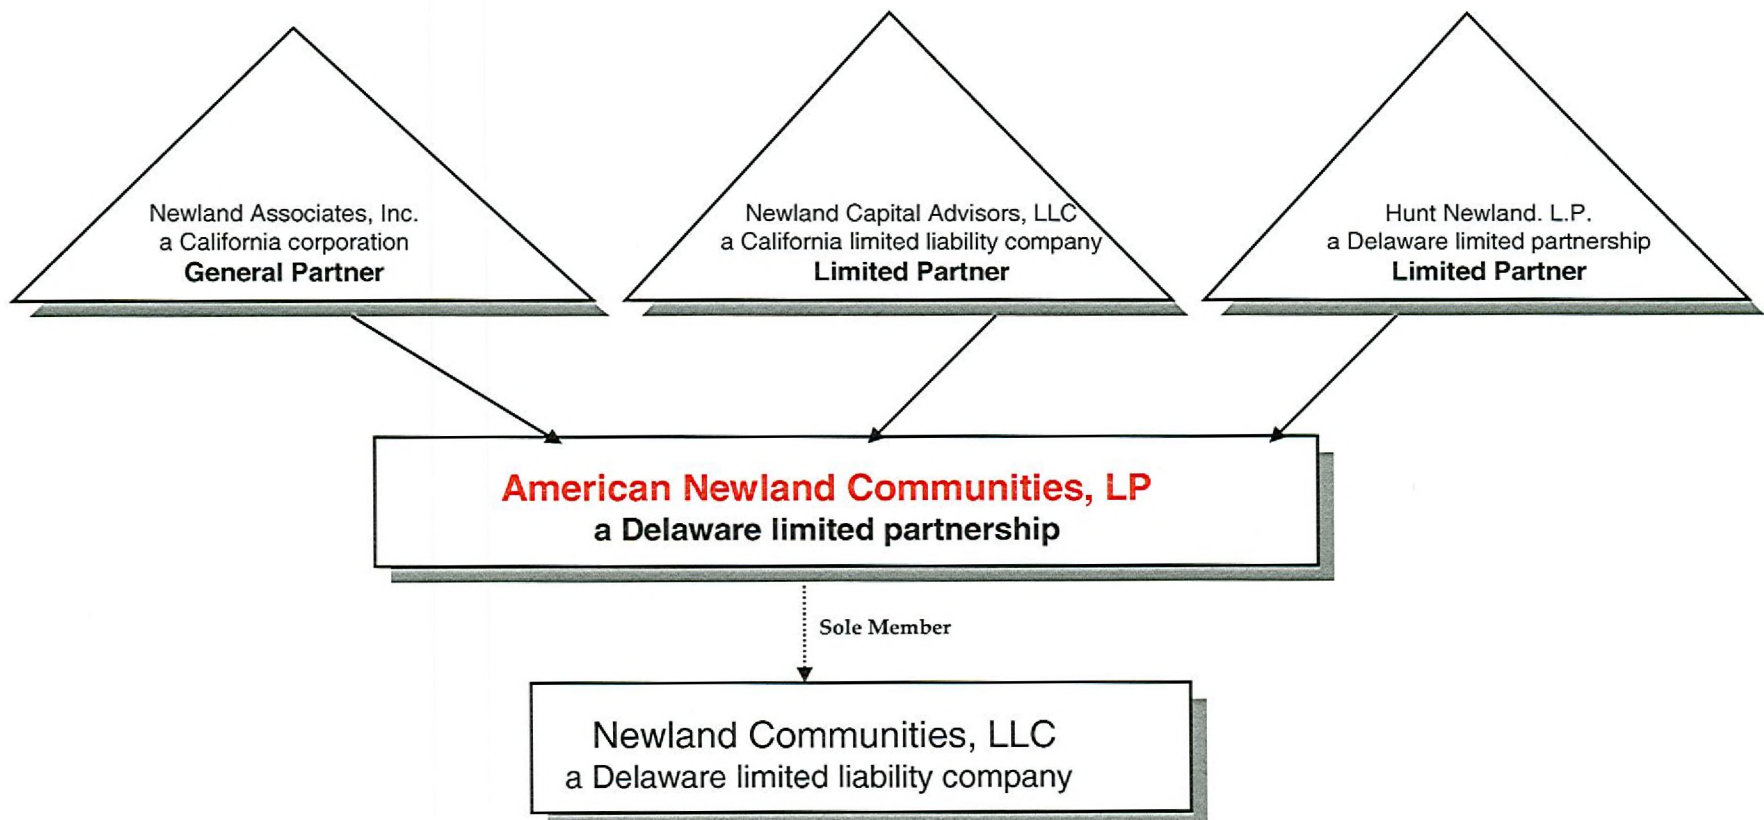 Newland Associates, Inc.
a California corporation
General Partner
Newland Capital Advisors, LLC
a California limited liability company
Limited Partner
Hunt Newland. L.P.
a Delaware limited partnership
Limited Partner
American Newland Communities, LP
a Delaware limited partnership
Sole Member
Newland Communities, LLC
a Delaware limited liability company